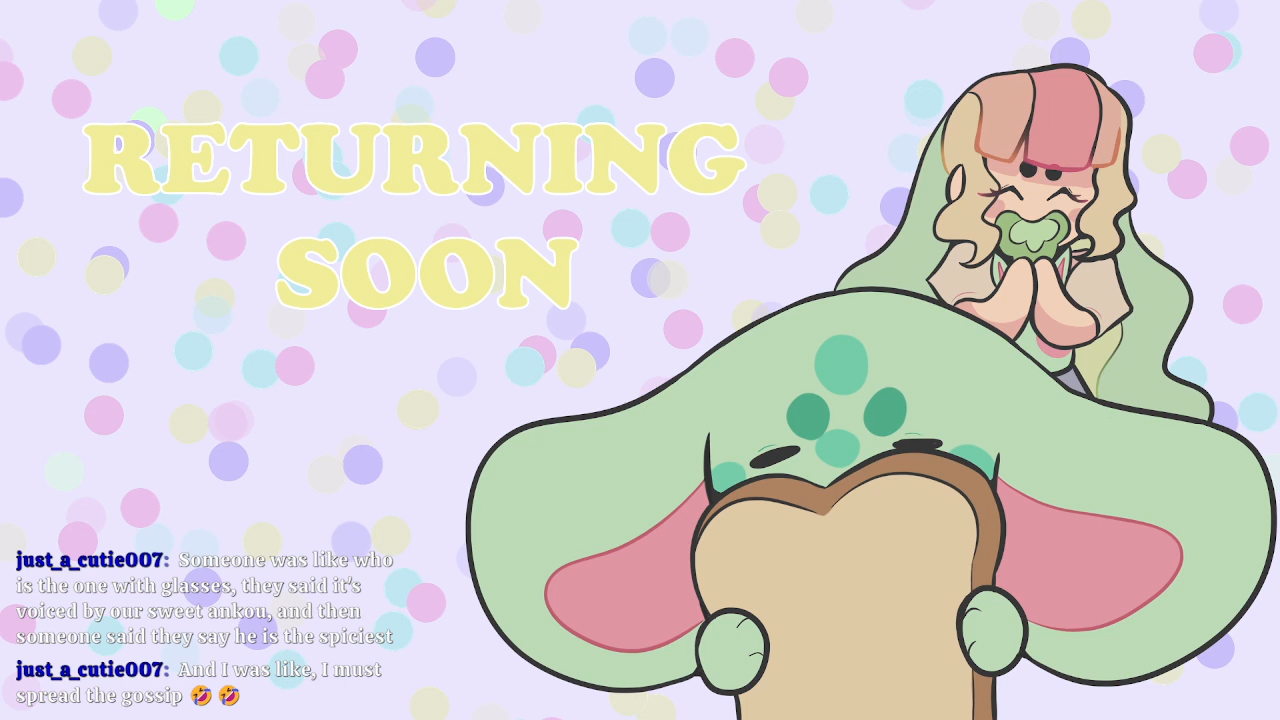 RETURNING
SOON
just_a_cutie007: Someone was like who
is the one with glasses, they said it's
voiced by our sweet ankou, and then
someone said they say he is the spiciest
just_a_cutie007: And I was like, I must
spread the gossip 🤣 🤣